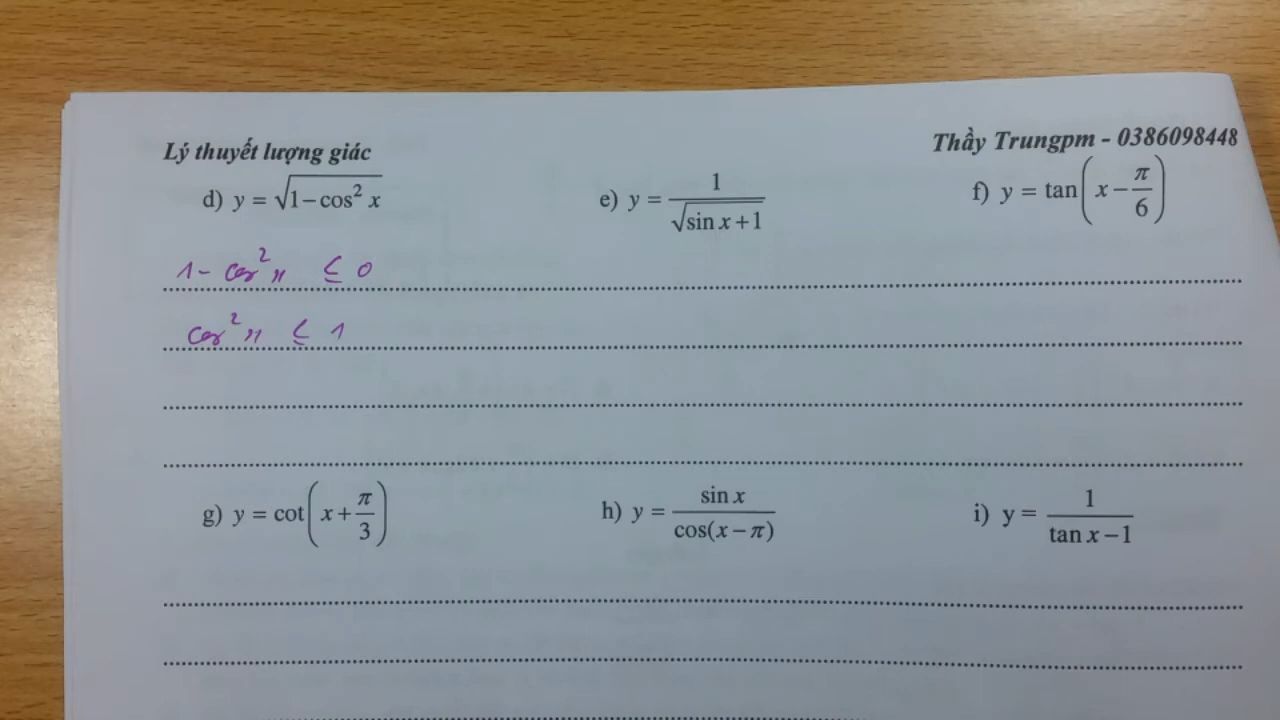 Lý thuyết lượng giác Thầy Trungpm - 0386098448
d) y = √(1 − cos² x) e) y = 1/√(sin x + 1) f) y = tan(x − π/6)
1 - cos² x ≤ 0
cos² x ≤ 1
g) y = cot(x + π/3) h) y = sin x / cos(x − π) i) y = 1/(tan x − 1)